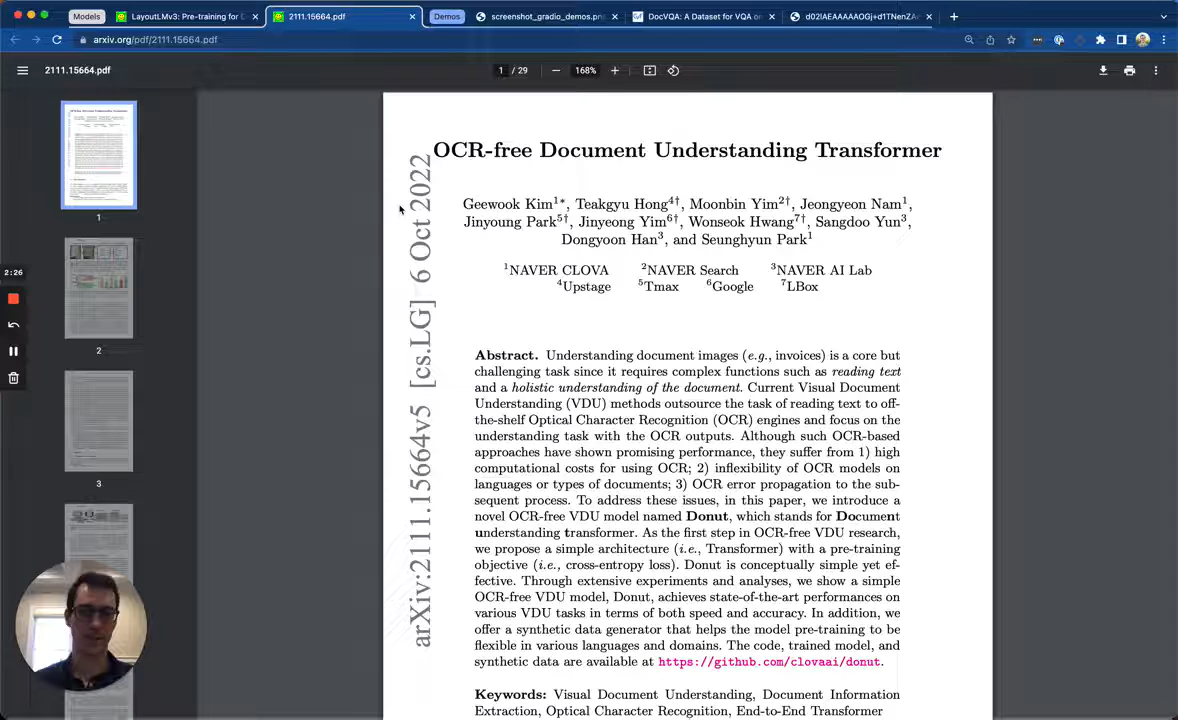 Models
LayoutLMv3: Pre-training for D
2111.15664.pdf
Demos
screenshot_gradio_demos.pn
DocVQA: A Dataset for VQA o
d02lAEAAAAAOGj+d1TNenZA
arxiv.org/pdf/2111.15664.pdf
2111.15664.pdf
1 / 29
168%
OCR-free Document Understanding Transformer
Geewook Kim1*, Teakgyu Hong4†, Moonbin Yim2†, Jeongyeon Nam1,
Jinyoung Park5†, Jinyeong Yim6†, Wonseok Hwang7†, Sangdoo Yun3,
Dongyoon Han3, and Seunghyun Park1
1NAVER CLOVA 2NAVER Search 3NAVER AI Lab
4Upstage 5Tmax 6Google 7LBox
Abstract. Understanding document images (e.g., invoices) is a core but
challenging task since it requires complex functions such as reading text
and a holistic understanding of the document. Current Visual Document
Understanding (VDU) methods outsource the task of reading text to off-
the-shelf Optical Character Recognition (OCR) engines and focus on the
understanding task with the OCR outputs. Although such OCR-based
approaches have shown promising performance, they suffer from 1) high
computational costs for using OCR; 2) inflexibility of OCR models on
languages or types of documents; 3) OCR error propagation to the sub-
sequent process. To address these issues, in this paper, we introduce a
novel OCR-free VDU model named Donut, which stands for Document
understanding transformer. As the first step in OCR-free VDU research,
we propose a simple architecture (i.e., Transformer) with a pre-training
objective (i.e., cross-entropy loss). Donut is conceptually simple yet ef-
fective. Through extensive experiments and analyses, we show a simple
OCR-free VDU model, Donut, achieves state-of-the-art performances on
various VDU tasks in terms of both speed and accuracy. In addition, we
offer a synthetic data generator that helps the model pre-training to be
flexible in various languages and domains. The code, trained model, and
synthetic data are available at https://github.com/clovaai/donut.
Keywords: Visual Document Understanding, Document Information
Extraction, Optical Character Recognition, End-to-End Transformer
arXiv:2111.15664v5 [cs.LG] 6 Oct 2022
1
2
3
2:26